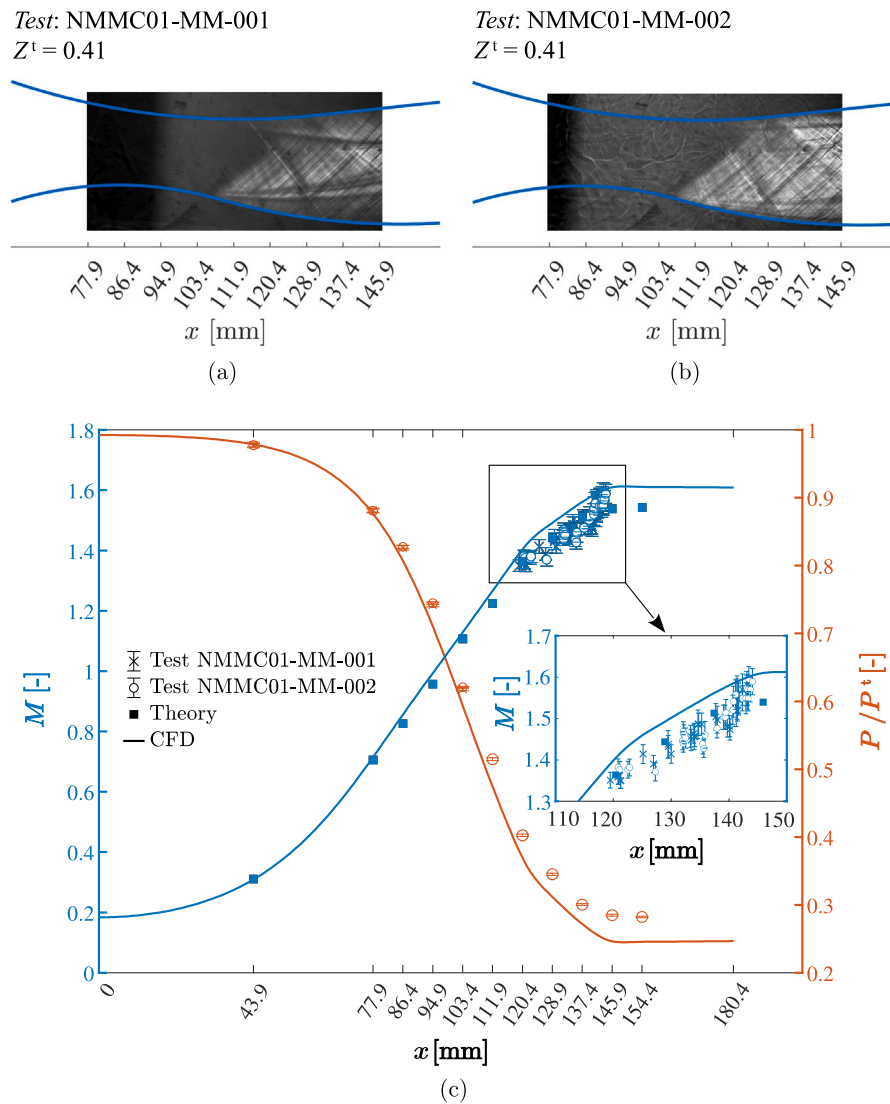 Test: NMMC01-MM-001
Zᵗ = 0.41
Test: NMMC01-MM-002
Zᵗ = 0.41
77.9 86.4 94.9 103.4 111.9 120.4 128.9 137.4 145.9
x [mm]
(a)
77.9 86.4 94.9 103.4 111.9 120.4 128.9 137.4 145.9
x [mm]
(b)
1.8
1.6
1.4
1.2
1
0.8
0.6
0.4
0.2
0
M [-]
Test NMMC01-MM-001
Test NMMC01-MM-002
Theory
CFD
1.7
1.6
1.5
1.4
1.3
M [-]
110 120 130 140 150
x [mm]
1
0.9
0.8
0.7
0.6
0.5
0.4
0.3
0.2
P/Pᵗ [-]
0 43.9 77.9 86.4 94.9 103.4 111.9 120.4 128.9 137.4 145.9 154.4 180.4
x [mm]
(c)